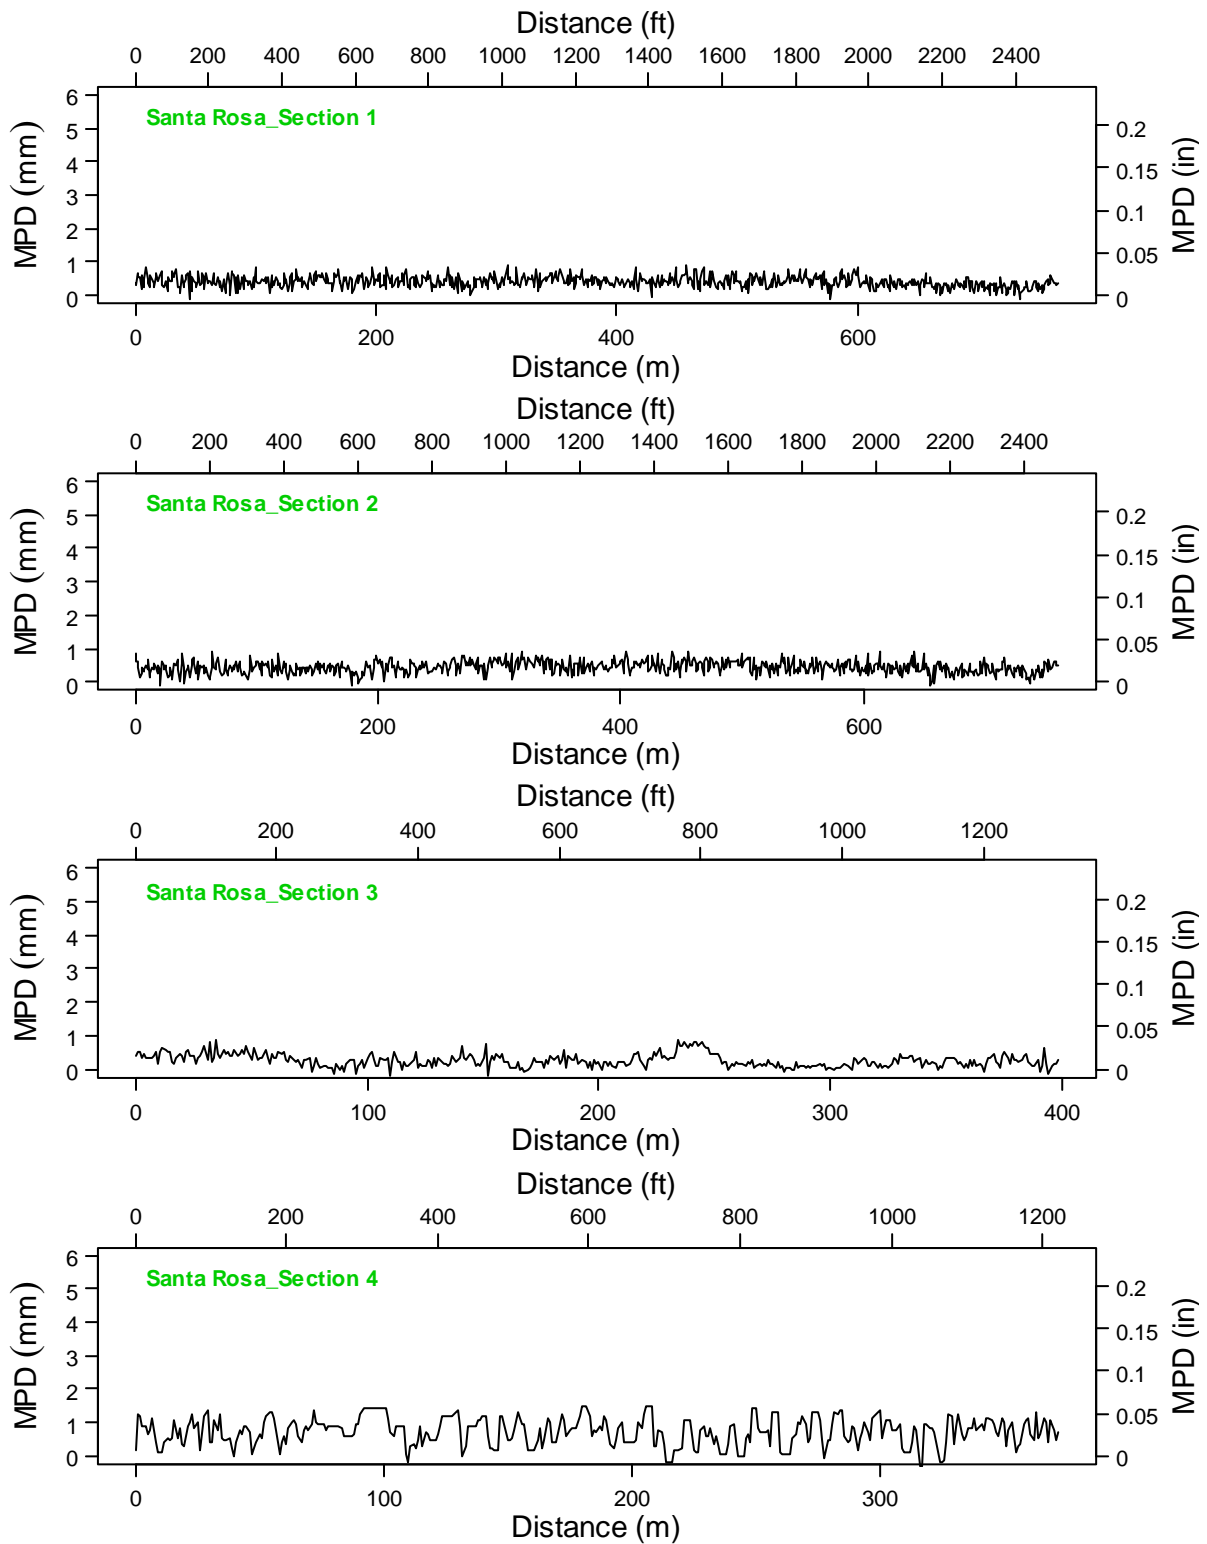 Distance (ft)
0 200 400 600 800 1000 1200 1400 1600 1800 2000 2200 2400
Santa Rosa_Section 1
MPD (mm)
6
5
4
3
2
1
0
0.2
0.15
0.1
0.05
0
MPD (in)
0 200 400 600
Distance (m)
Distance (ft)
0 200 400 600 800 1000 1200 1400 1600 1800 2000 2200 2400
Santa Rosa_Section 2
MPD (mm)
6
5
4
3
2
1
0
0.2
0.15
0.1
0.05
0
MPD (in)
0 200 400 600
Distance (m)
Distance (ft)
0 200 400 600 800 1000 1200
Santa Rosa_Section 3
MPD (mm)
6
5
4
3
2
1
0
0.2
0.15
0.1
0.05
0
MPD (in)
0 100 200 300 400
Distance (m)
Distance (ft)
0 200 400 600 800 1000 1200
Santa Rosa_Section 4
MPD (mm)
6
5
4
3
2
1
0
0.2
0.15
0.1
0.05
0
MPD (in)
0 100 200 300
Distance (m)